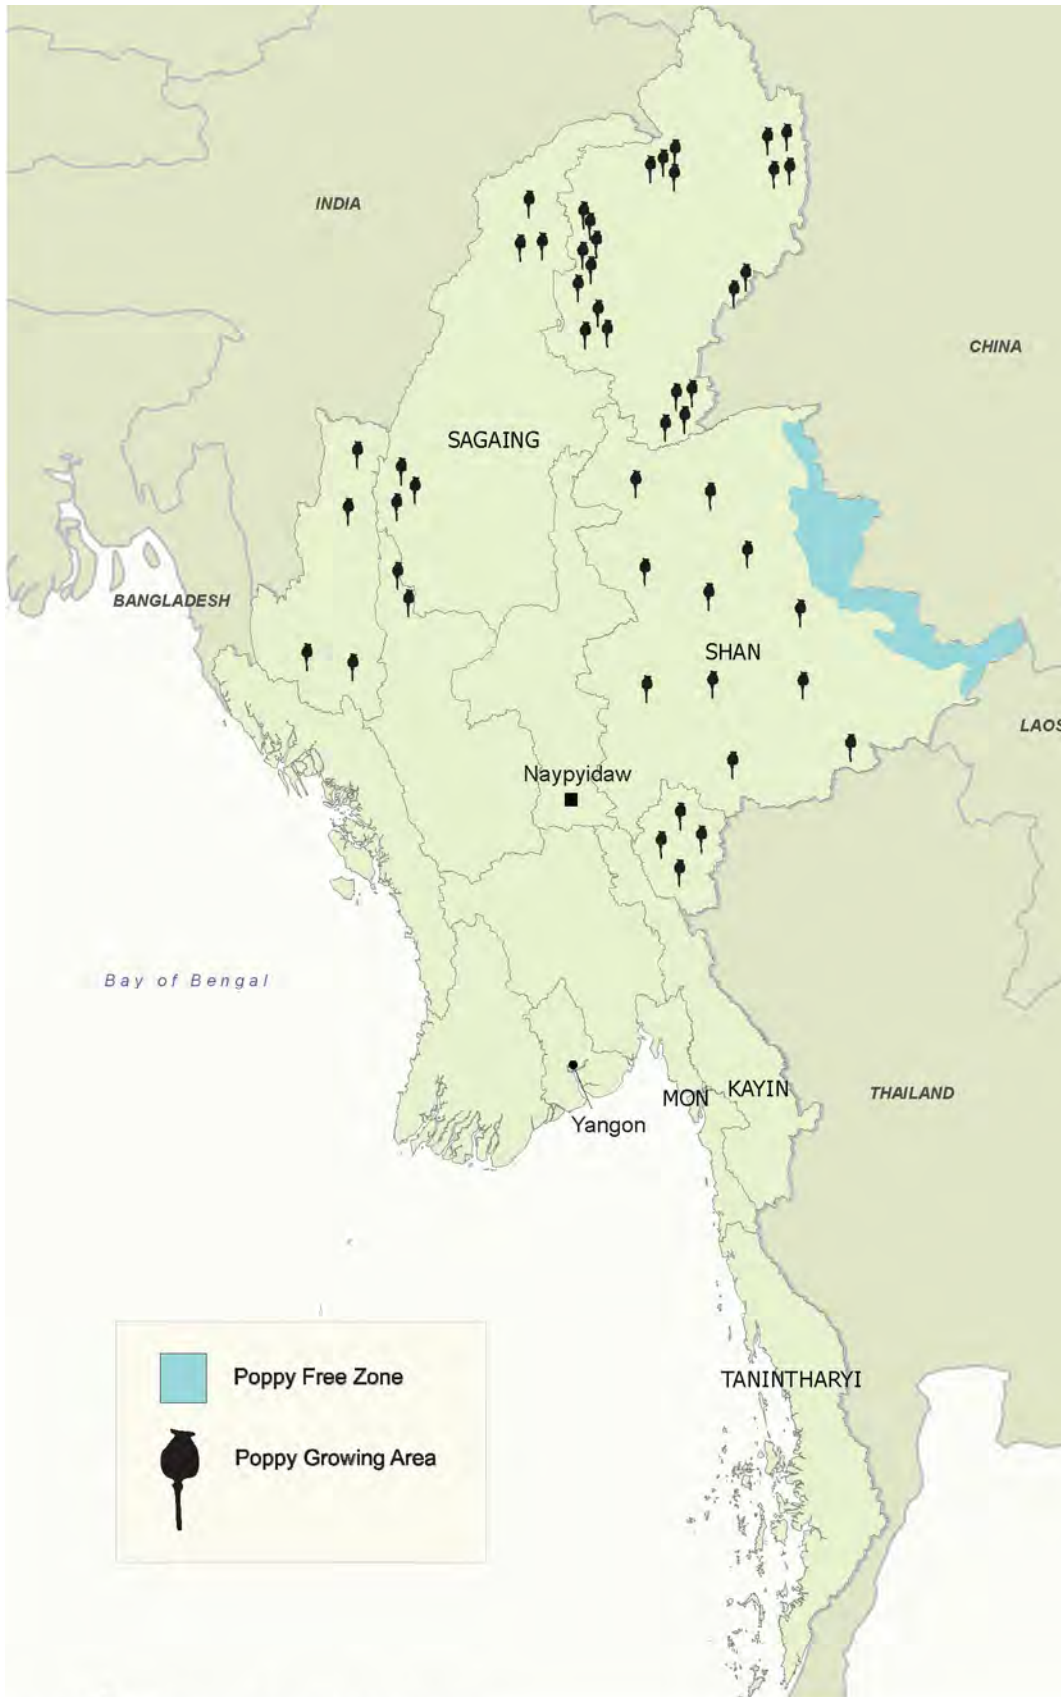 INDIA
CHINA
SAGAING
BANGLADESH
SHAN
LAOS
Naypyidaw
Bay of Bengal
KAYIN
MON
THAILAND
Yangon
TANINTHARYI
Poppy Free Zone
Poppy Growing Area